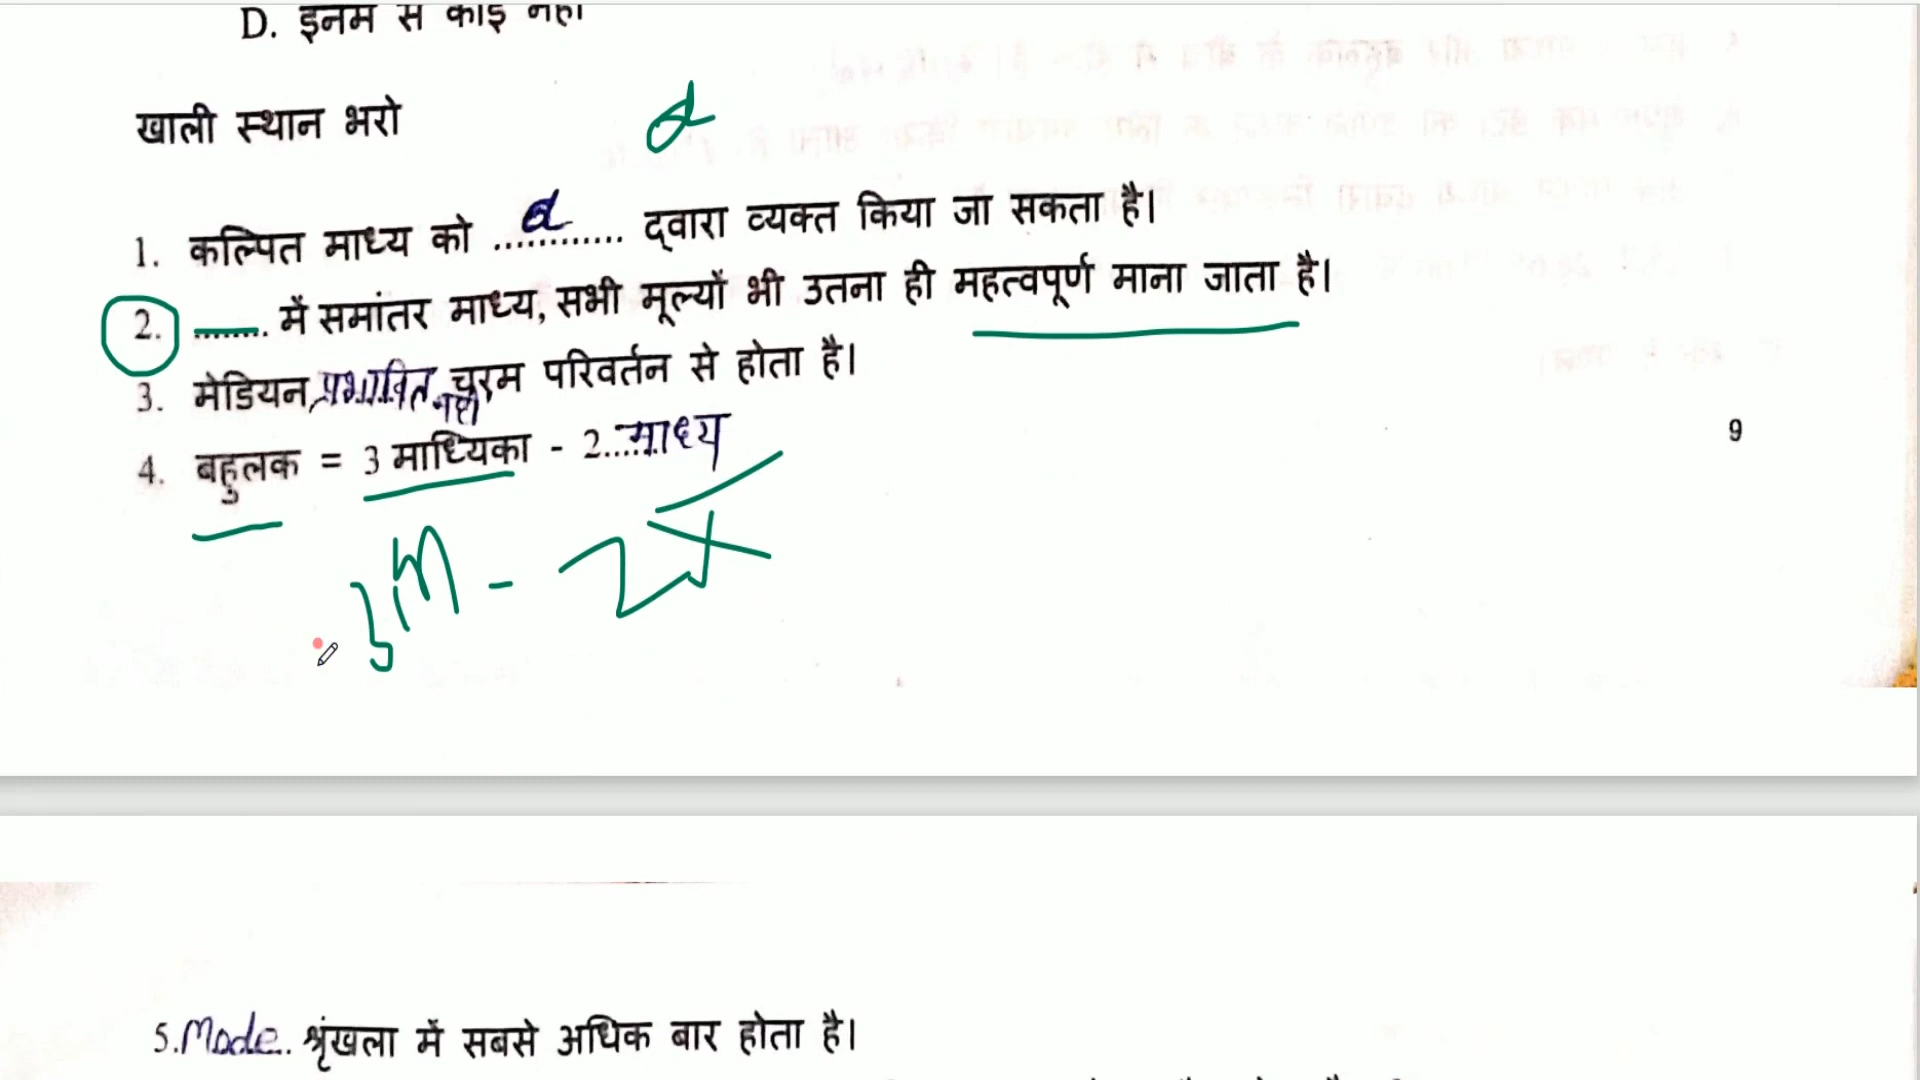 D. इनमें से कोई नहीं
खाली स्थान भरो
d
1. कल्पित माध्य को ....d.... द्वारा व्यक्त किया जा सकता है।
2. ........ में समांतर माध्य, सभी मूल्यों भी उतना ही महत्वपूर्ण माना जाता है।
3. मेडियन, प्रभावित नहीं चरम परिवर्तन से होता है।
4. बहुलक = 3 माध्यिका - 2......माध्य
9
3M - 2x
5. Mode.. श्रृंखला में सबसे अधिक बार होता है।